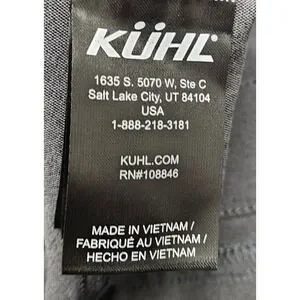 KÜHL
1635 S. 5070 W, Ste C
Salt Lake City, UT 84104
USA
1-888-218-3181
KUHL.COM
RN#108846
MADE IN VIETNAM /
FABRIQUÉ AU VIETNAM /
HECHO EN VIETNAM